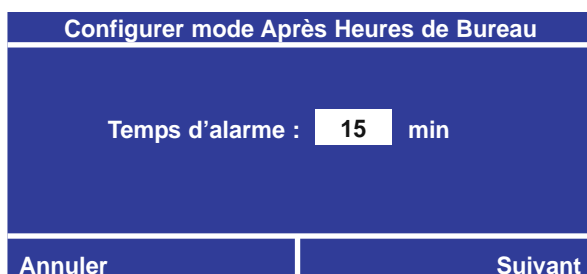 Configurer mode Après Heures de Bureau
Temps d’alarme : 15 min
Annuler Suivant